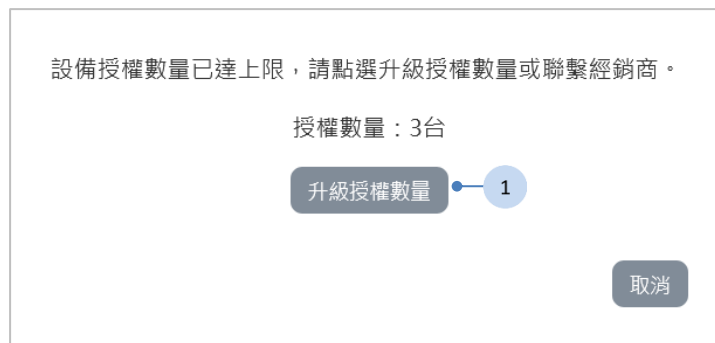 設備授權數量已達上限，請點選升級授權數量或聯繫經銷商。
授權數量：3台
升級授權數量
1
取消